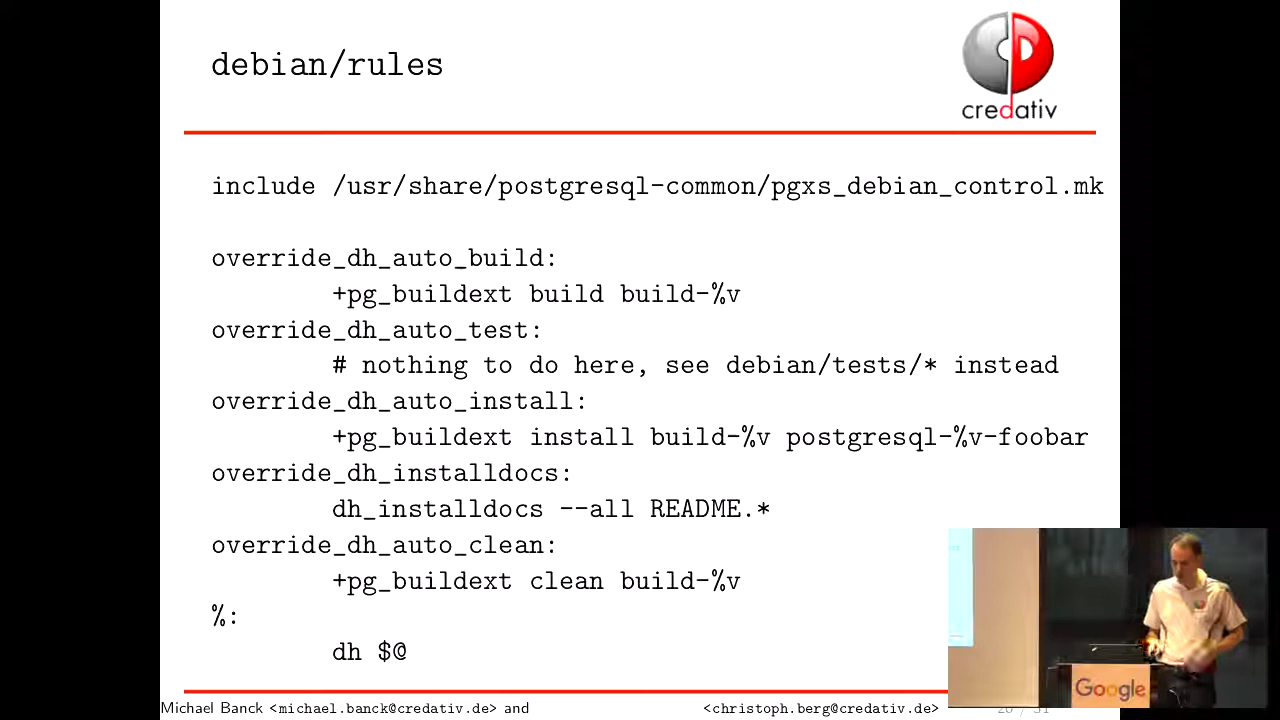 debian/rules
credativ
include /usr/share/postgresql-common/pgxs_debian_control.mk
override_dh_auto_build:
+pg_buildext build build-%v
override_dh_auto_test:
# nothing to do here, see debian/tests/* instead
override_dh_auto_install:
+pg_buildext install build-%v postgresql-%v-foobar
override_dh_installdocs:
dh_installdocs --all README.*
override_dh_auto_clean:
+pg_buildext clean build-%v
%:
dh $@
Google
Michael Banck <michael.banck@credativ.de> and <christoph.berg@credativ.de>